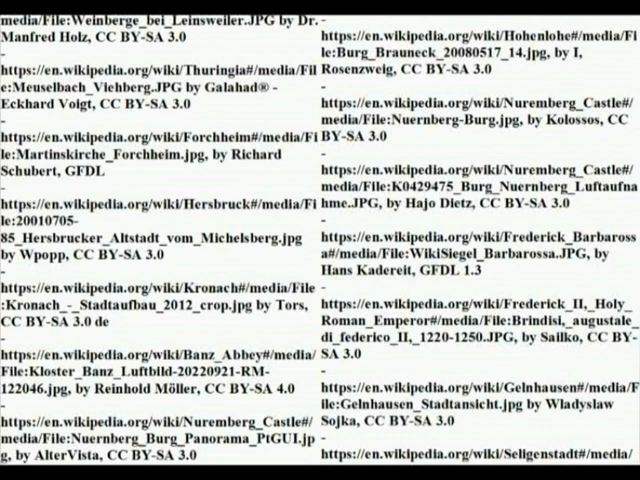 media/File:Weinberge_bei_Leinsweiler.JPG by Dr.
Manfred Holz, CC BY-SA 3.0
-
https://en.wikipedia.org/wiki/Thuringia#/media/Fil
e:Meuselbach_Viehberg.JPG by Galahad® -
Eckhard Voigt, CC BY-SA 3.0
-
https://en.wikipedia.org/wiki/Forchheim#/media/Fi
le:Martinskirche_Forchheim.jpg, by Richard
Schubert, GFDL
-
https://en.wikipedia.org/wiki/Hersbruck#/media/Fi
le:20010705-
85_Hersbrucker_Altstadt_vom_Michelsberg.jpg
by Wpopp, CC BY-SA 3.0
-
https://en.wikipedia.org/wiki/Kronach#/media/File
:Kronach_-_Stadtaufbau_2012_crop.jpg by Tors,
CC BY-SA 3.0 de
-
https://en.wikipedia.org/wiki/Banz_Abbey#/media/
File:Kloster_Banz_Luftbild-20220921-RM-
122046.jpg, by Reinhold Möller, CC BY-SA 4.0
-
https://en.wikipedia.org/wiki/Nuremberg_Castle#/
media/File:Nuernberg_Burg_Panorama_PtGUI.jp
g, by AlterVista, CC BY-SA 3.0
-
https://en.wikipedia.org/wiki/Hohenlohe#/media/Fi
le:Burg_Brauneck_20080517_14.jpg, by I,
Rosenzweig, CC BY-SA 3.0
-
https://en.wikipedia.org/wiki/Nuremberg_Castle#/
media/File:Nuernberg-Burg.jpg, by Kolossos, CC
BY-SA 3.0
-
https://en.wikipedia.org/wiki/Nuremberg_Castle#/
media/File:K0429475_Burg_Nuernberg_Luftaufna
hme.JPG, by Hajo Dietz, CC BY-SA 3.0
-
https://en.wikipedia.org/wiki/Frederick_Barbaross
a#/media/File:WikiSiegel_Barbarossa.JPG, by
Hans Kadereit, GFDL 1.3
-
https://en.wikipedia.org/wiki/Frederick_II,_Holy_
Roman_Emperor#/media/File:Brindisi,_augustale_
di_federico_II,_1220-1250.JPG, by Sailko, CC BY-
SA 3.0
-
https://en.wikipedia.org/wiki/Gelnhausen#/media/F
ile:Gelnhausen_Stadtansicht.jpg by Wladyslaw
Sojka, CC BY-SA 3.0
-
https://en.wikipedia.org/wiki/Seligenstadt#/media/